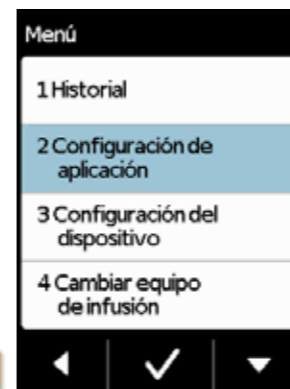 Menú
1 Historial
2 Configuración de
aplicación
3 Configuración del
dispositivo
4 Cambiar equipo
de infusión